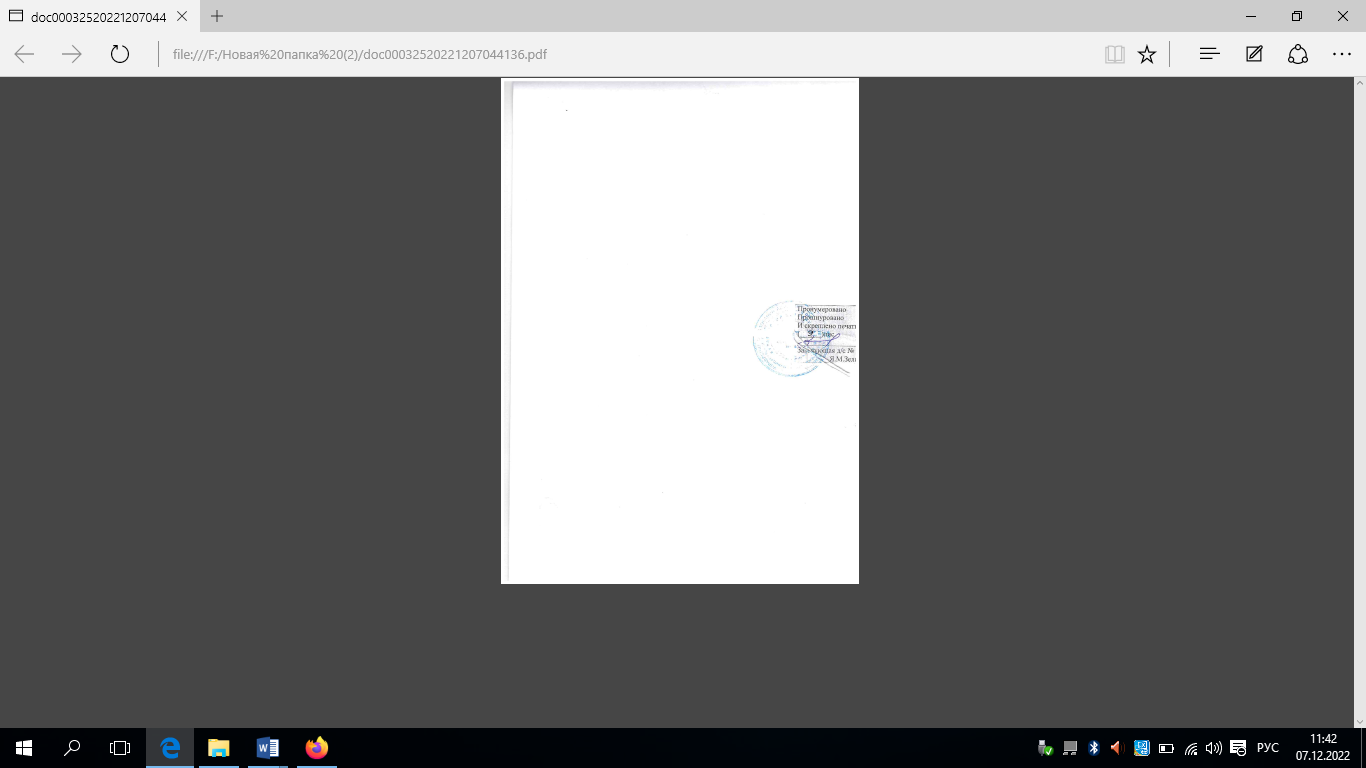 doc00032520221207044
file:///F:/Новая%20папка%20(2)/doc00032520221207044136.pdf
Пронумеровано
Прошнуровано
И скреплено печат
Заведующая д/с №
Я.М.Зел
РУС
11:42
07.12.2022